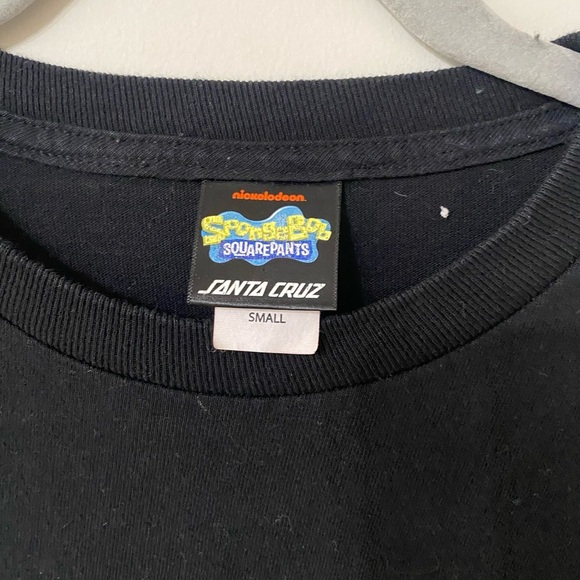 nickelodeon
SpongeBob
SQUAREPANTS
SANTA CRUZ
SMALL